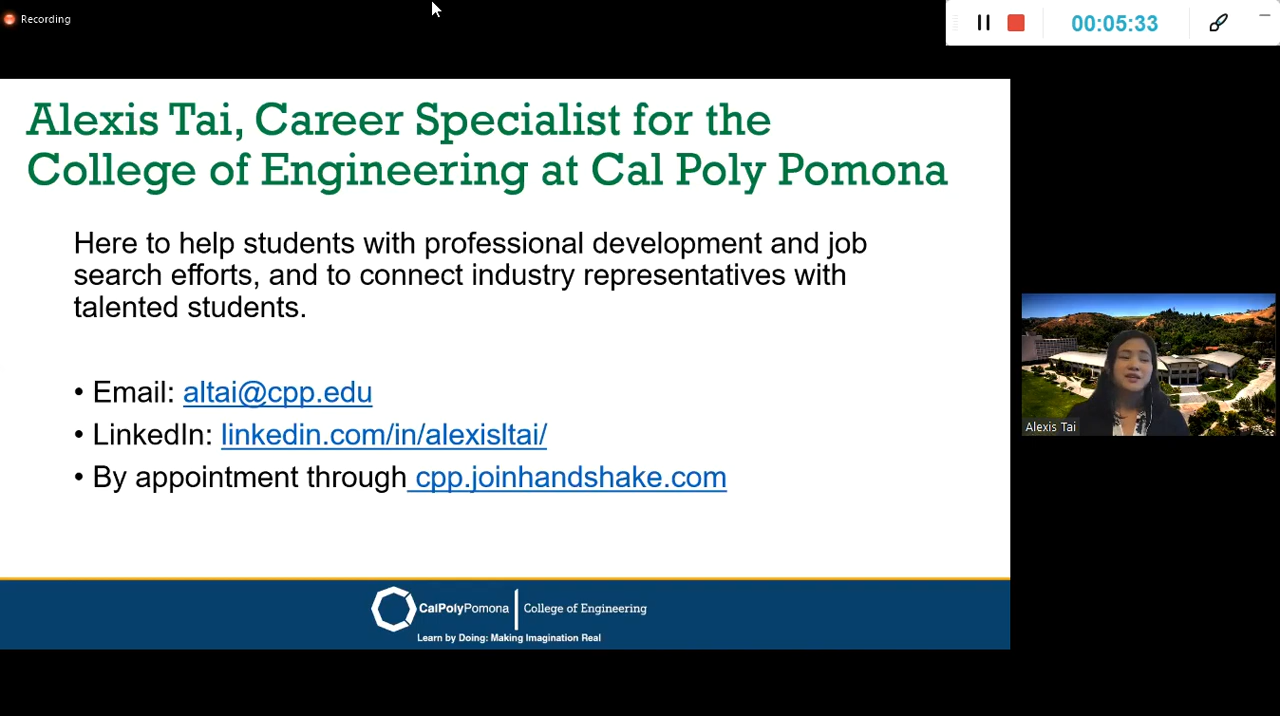 Recording
00:05:33
Alexis Tai, Career Specialist for the
College of Engineering at Cal Poly Pomona
Here to help students with professional development and job
search efforts, and to connect industry representatives with
talented students.
• Email: altai@cpp.edu
• LinkedIn: linkedin.com/in/alexisltai/
• By appointment through cpp.joinhandshake.com
Alexis Tai
CalPolyPomona | College of Engineering
Learn by Doing: Making Imagination Real